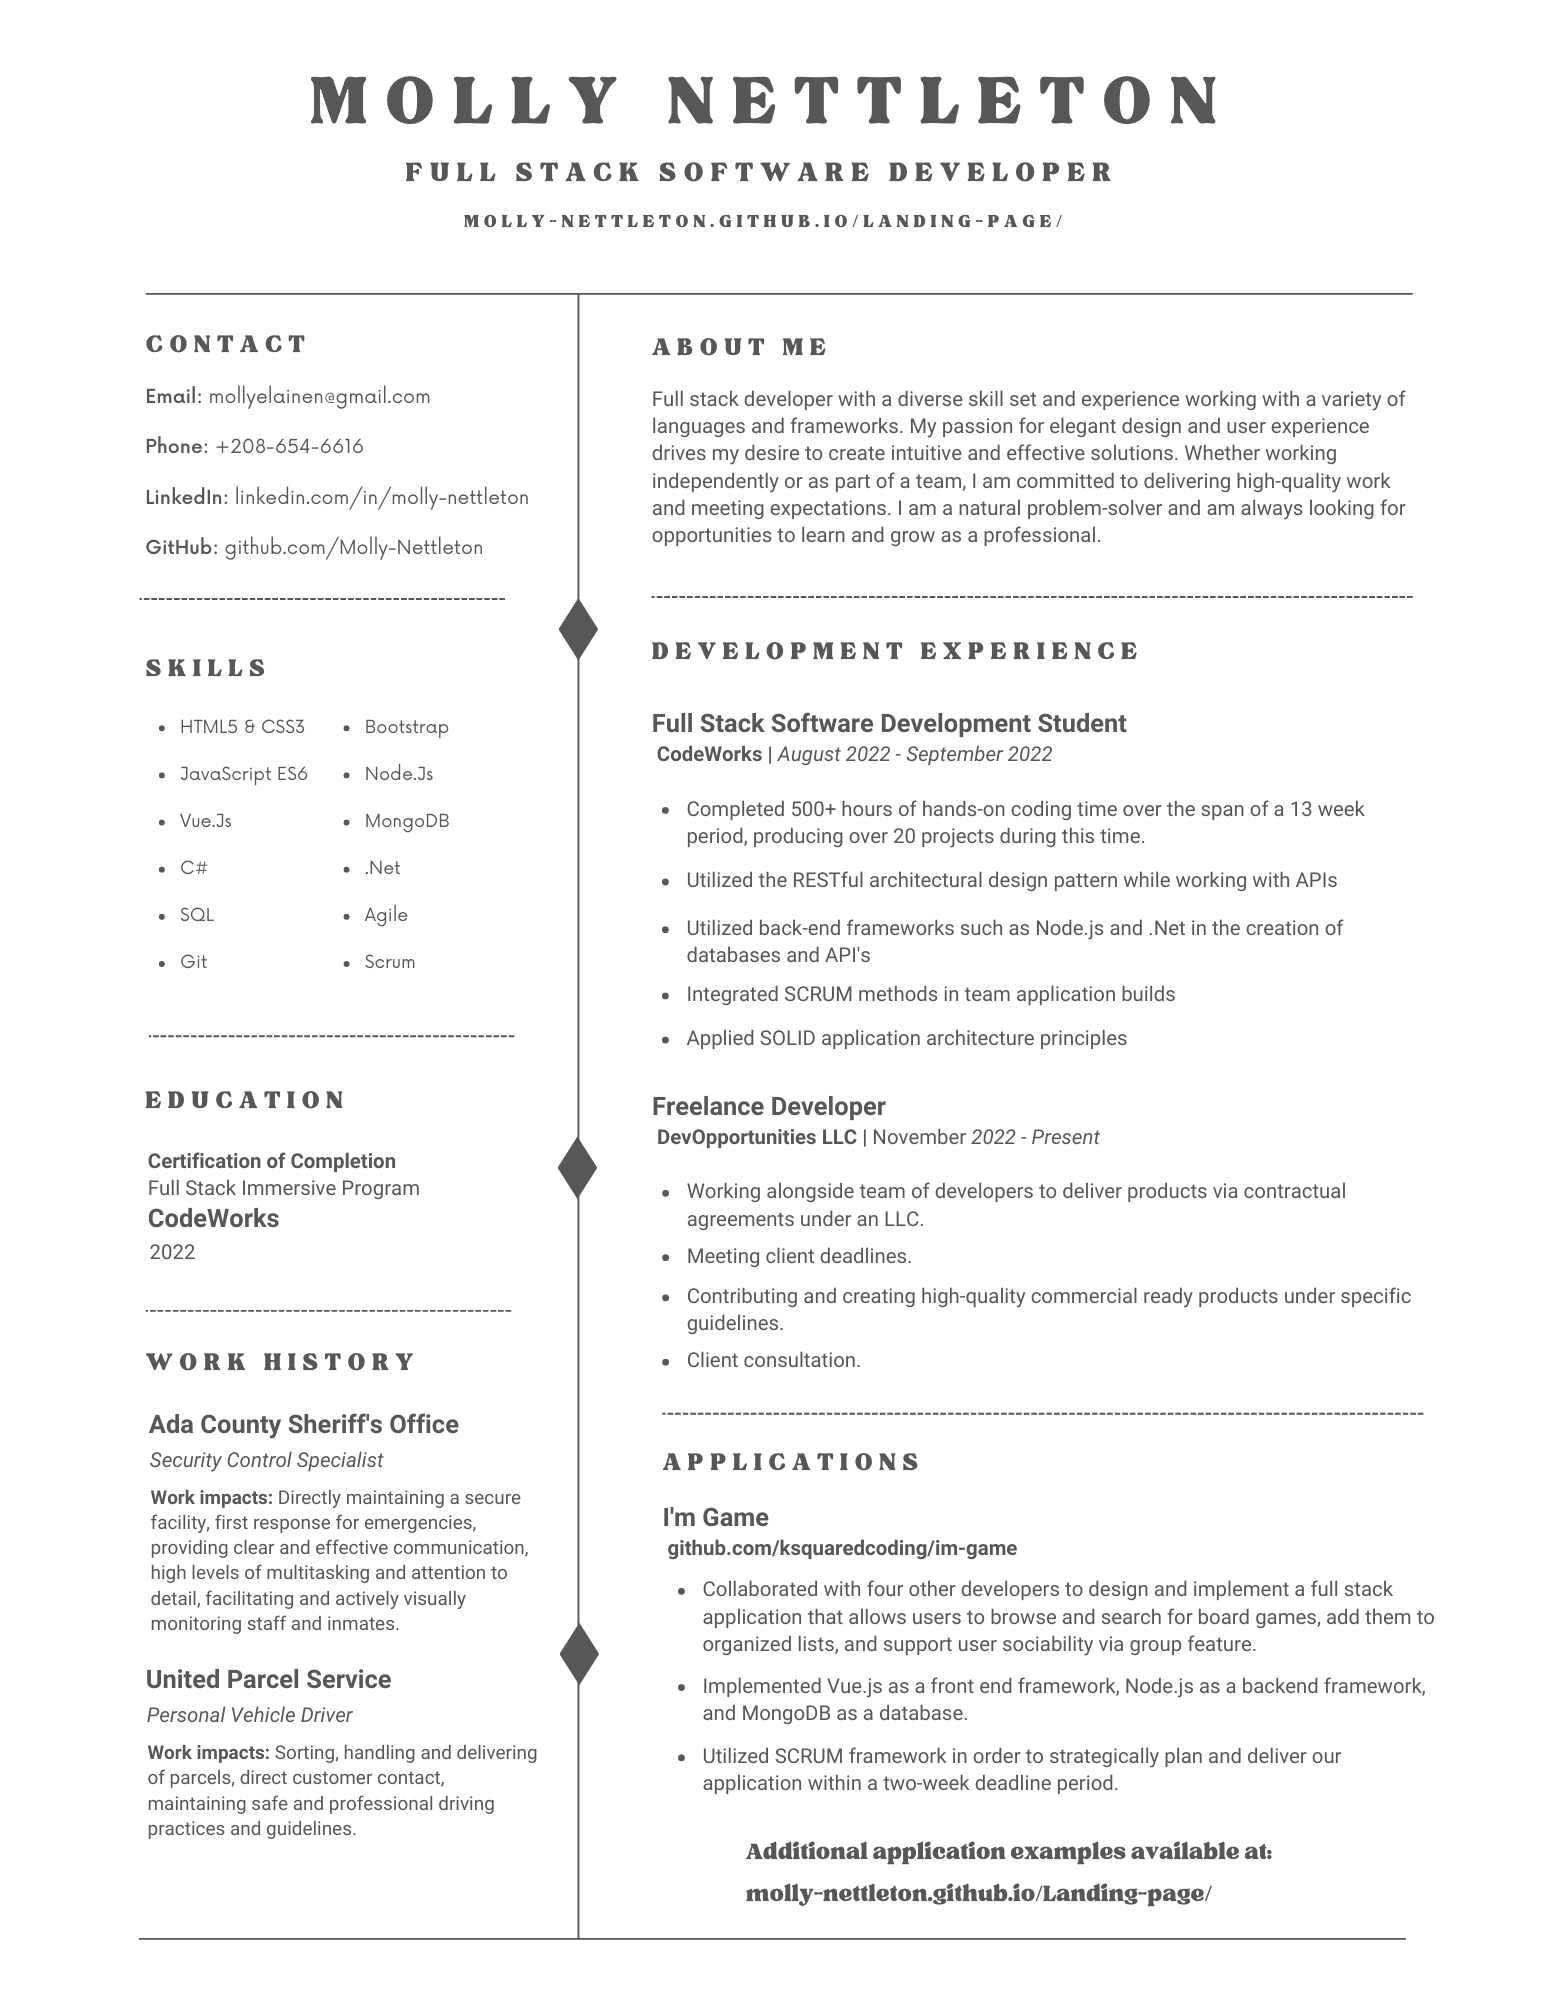 MOLLY NETTLETON
FULL STACK SOFTWARE DEVELOPER
MOLLY-NETTLETON.GITHUB.IO/LANDING-PAGE/
CONTACT
Email: mollyelainen@gmail.com
Phone: +208-654-6616
LinkedIn: linkedin.com/in/molly-nettleton
GitHub: github.com/Molly-Nettleton
SKILLS
• HTML5 & CSS3
• JavaScript ES6
• Vue.Js
• C#
• SQL
• Git
• Bootstrap
• Node.Js
• MongoDB
• .Net
• Agile
• Scrum
EDUCATION
Certification of Completion
Full Stack Immersive Program
CodeWorks
2022
WORK HISTORY
Ada County Sheriff's Office
Security Control Specialist
Work impacts: Directly maintaining a secure
facility, first response for emergencies,
providing clear and effective communication,
high levels of multitasking and attention to
detail, facilitating and actively visually
monitoring staff and inmates.
United Parcel Service
Personal Vehicle Driver
Work impacts: Sorting, handling and delivering
of parcels, direct customer contact,
maintaining safe and professional driving
practices and guidelines.
ABOUT ME
Full stack developer with a diverse skill set and experience working with a variety of
languages and frameworks. My passion for elegant design and user experience
drives my desire to create intuitive and effective solutions. Whether working
independently or as part of a team, I am committed to delivering high-quality work
and meeting expectations. I am a natural problem-solver and am always looking for
opportunities to learn and grow as a professional.
DEVELOPMENT EXPERIENCE
Full Stack Software Development Student
CodeWorks | August 2022 - September 2022
• Completed 500+ hours of hands-on coding time over the span of a 13 week
period, producing over 20 projects during this time.
• Utilized the RESTful architectural design pattern while working with APIs
• Utilized back-end frameworks such as Node.js and .Net in the creation of
databases and API's
• Integrated SCRUM methods in team application builds
• Applied SOLID application architecture principles
Freelance Developer
DevOpportunities LLC | November 2022 - Present
• Working alongside team of developers to deliver products via contractual
agreements under an LLC.
• Meeting client deadlines.
• Contributing and creating high-quality commercial ready products under specific
guidelines.
• Client consultation.
APPLICATIONS
I'm Game
github.com/ksquaredcoding/im-game
• Collaborated with four other developers to design and implement a full stack
application that allows users to browse and search for board games, add them to
organized lists, and support user sociability via group feature.
• Implemented Vue.js as a front end framework, Node.js as a backend framework,
and MongoDB as a database.
• Utilized SCRUM framework in order to strategically plan and deliver our
application within a two-week deadline period.
Additional application examples available at:
molly-nettleton.github.io/Landing-page/